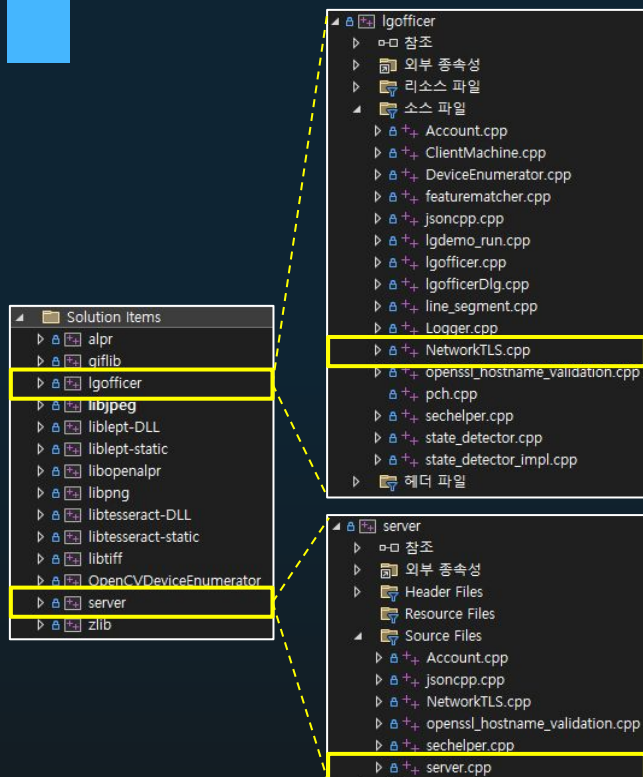 Solution Items
alpr
giflib
lgofficer
libjpeg
liblept-DLL
liblept-static
libopenalpr
libpng
libtesseract-DLL
libtesseract-static
libtiff
OpenCVDeviceEnumerator
server
zlib
lgofficer
참조
외부 종속성
리소스 파일
소스 파일
Account.cpp
ClientMachine.cpp
DeviceEnumerator.cpp
featurematcher.cpp
jsoncpp.cpp
lgdemo_run.cpp
lgofficer.cpp
lgofficerDlg.cpp
line_segment.cpp
Logger.cpp
NetworkTLS.cpp
openssl_hostname_validation.cpp
pch.cpp
sechelper.cpp
state_detector.cpp
state_detector_impl.cpp
헤더 파일
server
참조
외부 종속성
Header Files
Resource Files
Source Files
Account.cpp
jsoncpp.cpp
NetworkTLS.cpp
openssl_hostname_validation.cpp
sechelper.cpp
server.cpp